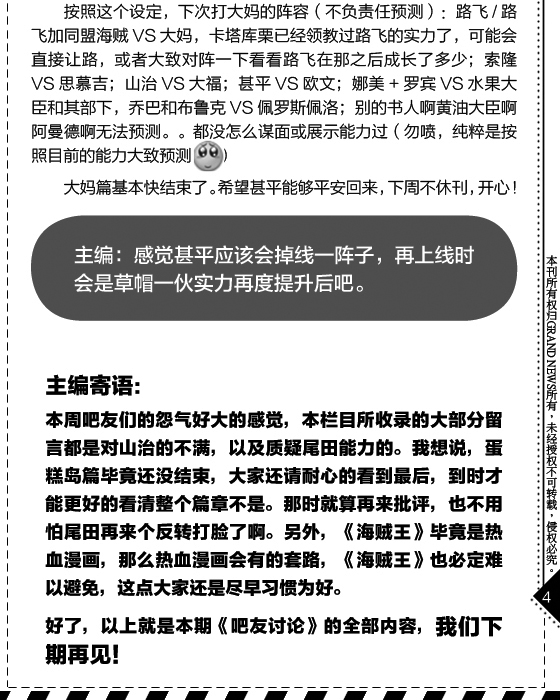 按照这个设定，下次打大妈的阵容（不负责任预测）：路飞/路
飞加同盟海贼VS大妈，卡塔库栗已经领教过路飞的实力了，可能会
直接让路，或者大致对阵一下看看路飞在那之后成长了多少；索隆
VS思慕吉；山治VS大福；甚平VS欧文；娜美+罗宾VS水果大
臣和其部下，乔巴和布鲁克VS佩罗斯佩洛；别的书人啊黄油大臣啊
阿曼德啊无法预测。。都没怎么谋面或展示能力过（勿喷，纯粹是按
照目前的能力大致预测）
大妈篇基本快结束了。希望甚平能够平安回来，下周不休刊，开心！
主编：感觉甚平应该会掉线一阵子，再上线时
会是草帽一伙实力再度提升后吧。
主编寄语：
本周吧友们的怨气好大的感觉，本栏目所收录的大部分留
言都是对山治的不满，以及质疑尾田能力的。我想说，蛋
糕岛篇毕竟还没结束，大家还请耐心的看到最后，到时才
能更好的看清整个篇章不是。那时就算再来批评，也不用
怕尾田再来个反转打脸了啊。另外，《海贼王》毕竟是热
血漫画，那么热血漫画会有的套路，《海贼王》也必定难
以避免，这点大家还是尽早习惯为好。
好了，以上就是本期《吧友讨论》的全部内容，我们下
期再见！
本刊所有权归GRAND NEWS所有，未经授权不可转载，侵权必究。
4